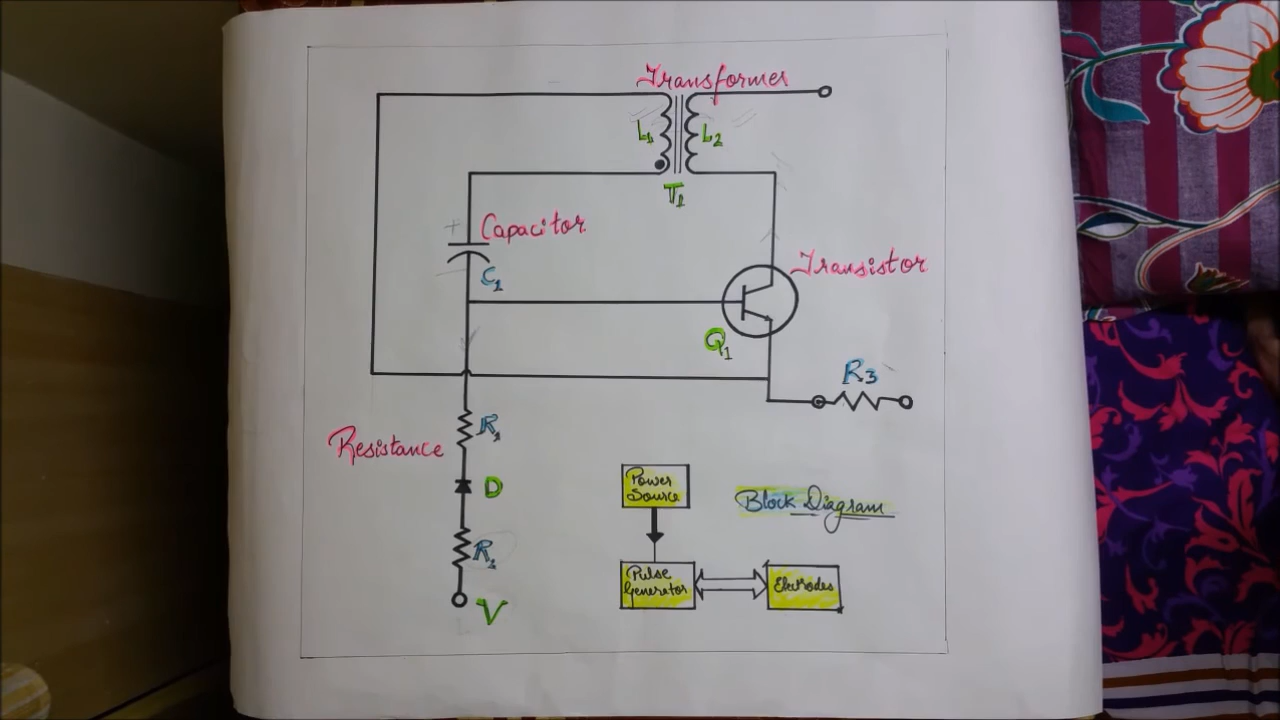 Transformer
L1
L2
T1
+
Capacitor
C1
Transistor
Q1
R3
Resistance
R1
D
R2
V
Power
Source
Block Diagram
Pulse
Generator
Electrodes